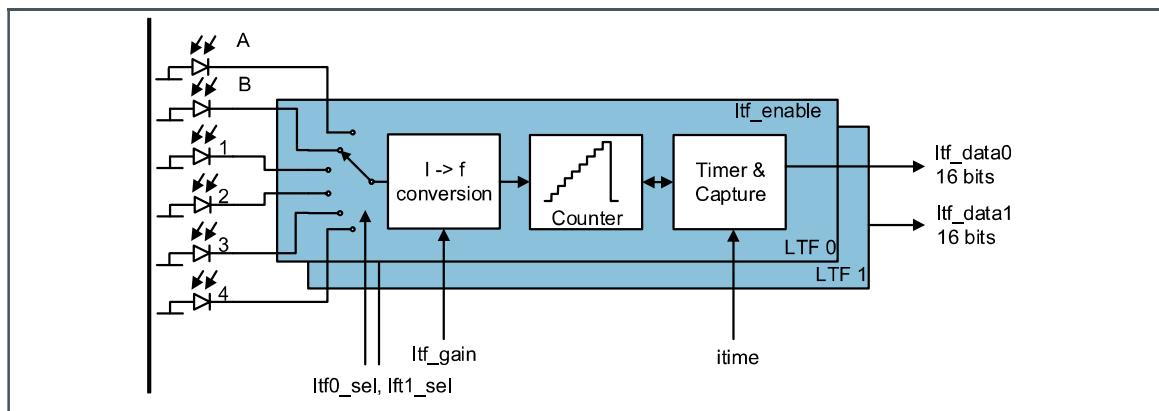 A
B
1
2
3
4
ltf_enable
I -> f
conversion
Counter
Timer &
Capture
LTF 0
LTF 1
ltf_data0
16 bits
ltf_data1
16 bits
ltf_gain
itime
ltf0_sel, lft1_sel